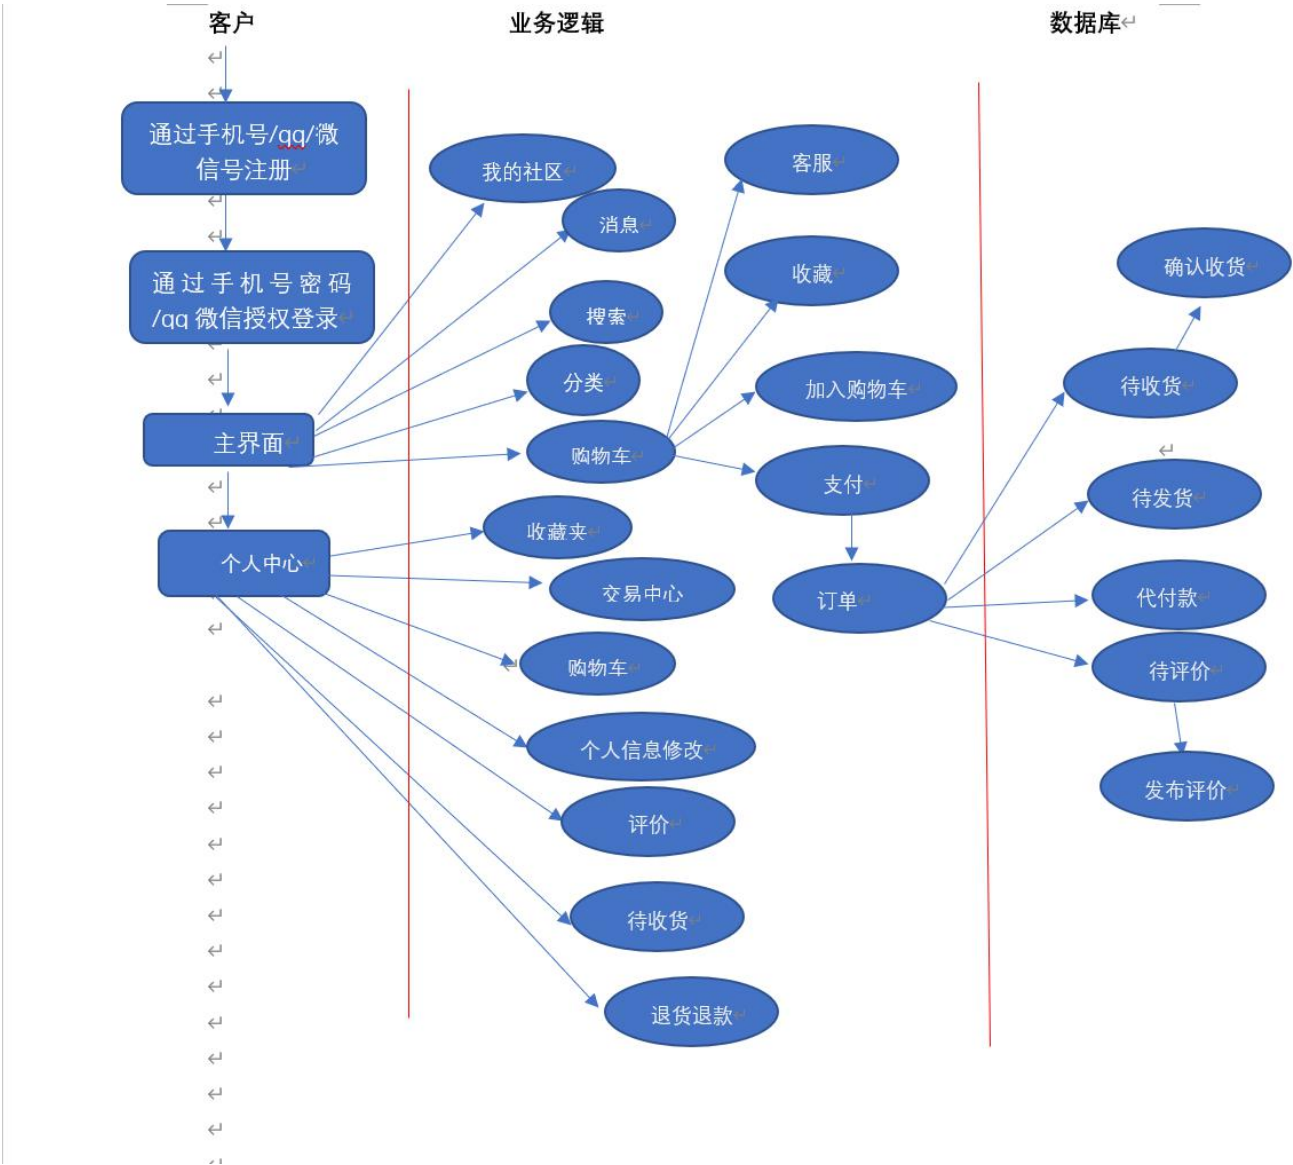 客户
业务逻辑
数据库
通过手机号/qq/微
信号注册
通过手机号密码
/qq 微信授权登录
主界面
个人中心
我的社区
消息
搜索
分类
购物车
收藏夹
交易中心
购物车
个人信息修改
评价
待收货
退货退款
客服
收藏
加入购物车
支付
订单
确认收货
待收货
待发货
代付款
待评价
发布评价